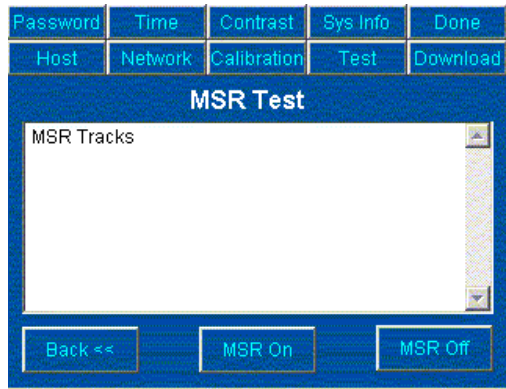 Password Time Contrast Sys Info Done
Host Network Calibration Test Download
MSR Test
MSR Tracks
Back << MSR On MSR Off